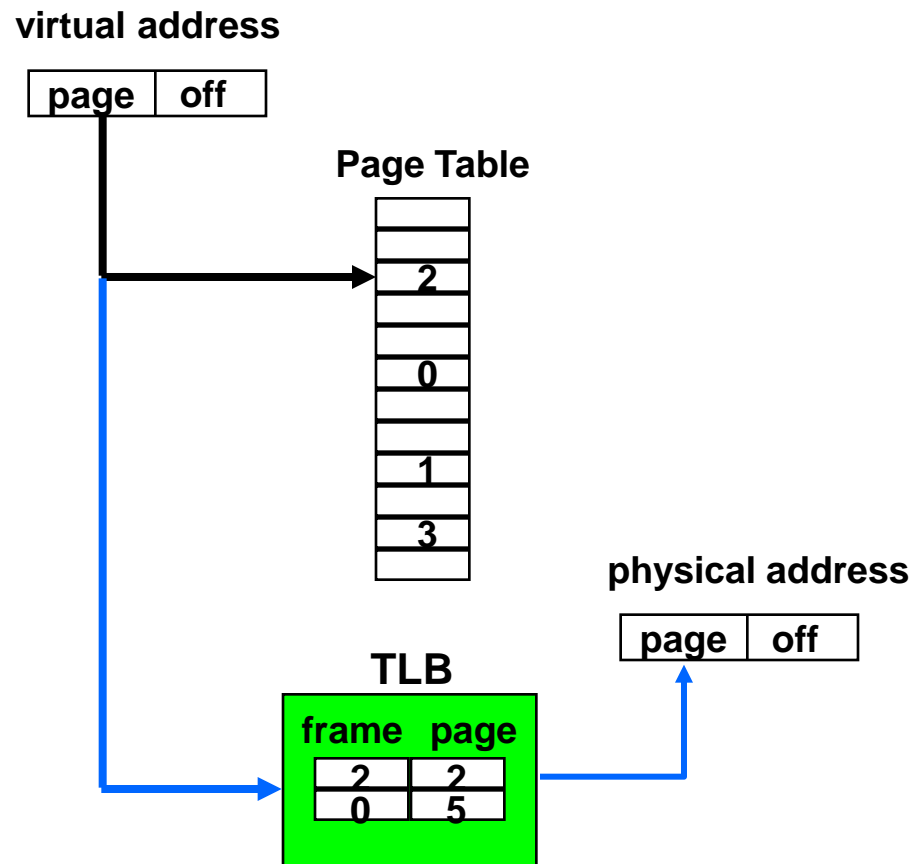 virtual address
page off
Page Table
2
0
1
3
physical address
page off
TLB
frame page
2 2
0 5